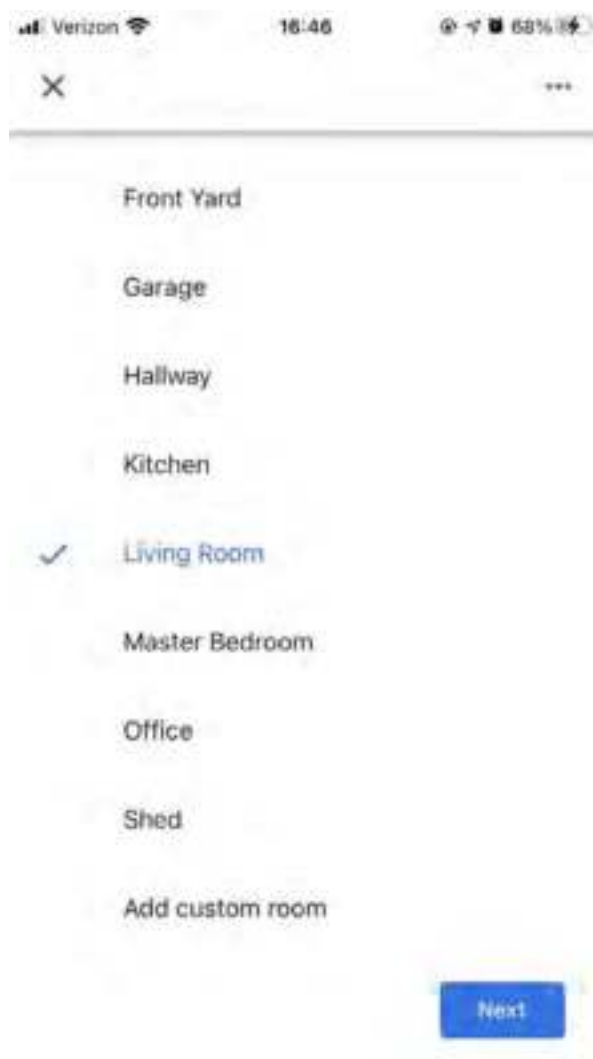 Verizon 16:46 68%
Front Yard
Garage
Hallway
Kitchen
Living Room
Master Bedroom
Office
Shed
Add custom room
Next